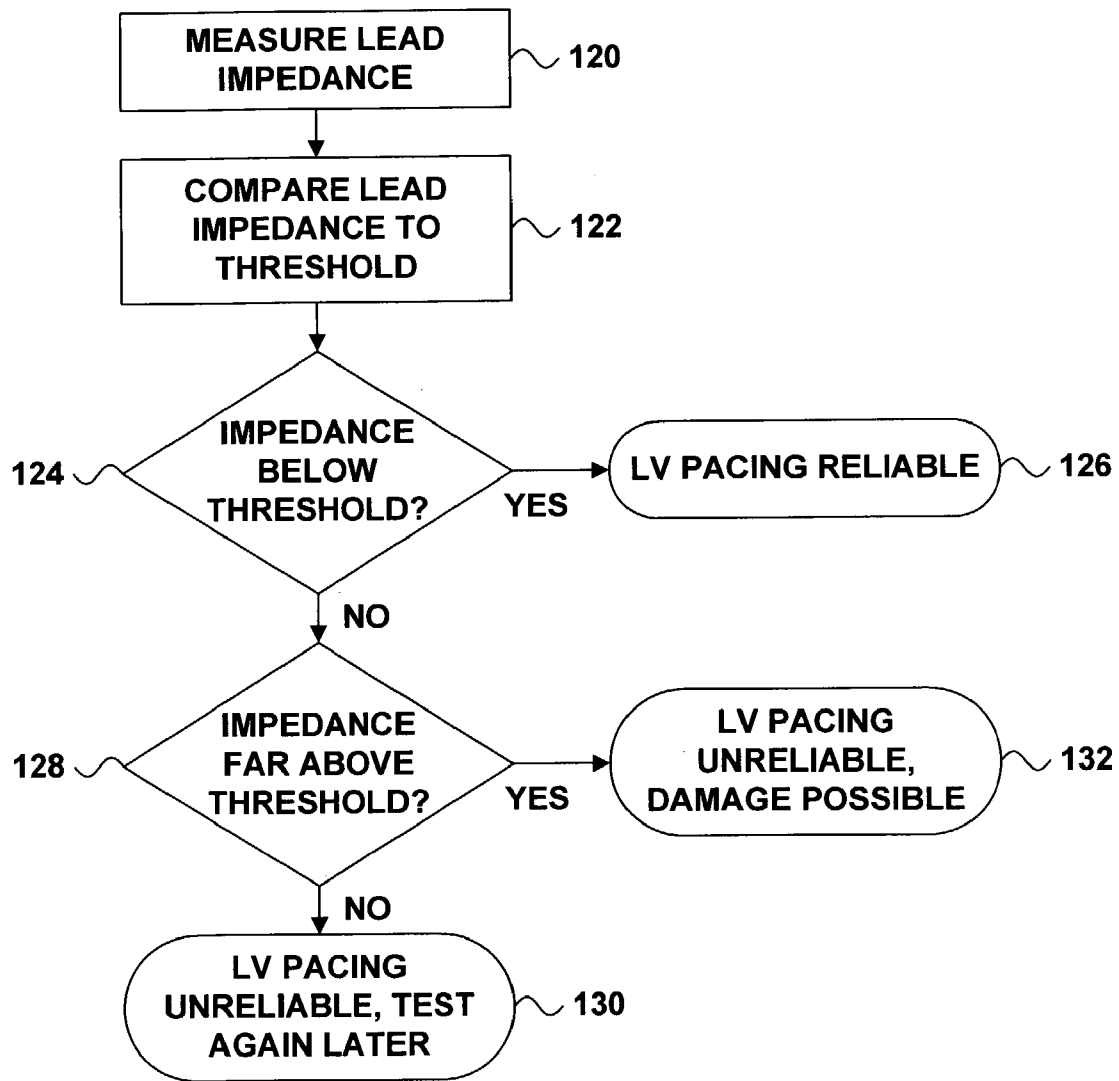 MEASURE LEAD
IMPEDANCE
120
COMPARE LEAD
IMPEDANCE TO
THRESHOLD
122
IMPEDANCE
BELOW
THRESHOLD?
124
YES
LV PACING RELIABLE
126
NO
IMPEDANCE
FAR ABOVE
THRESHOLD?
128
YES
LV PACING
UNRELIABLE,
DAMAGE POSSIBLE
132
NO
LV PACING
UNRELIABLE, TEST
AGAIN LATER
130